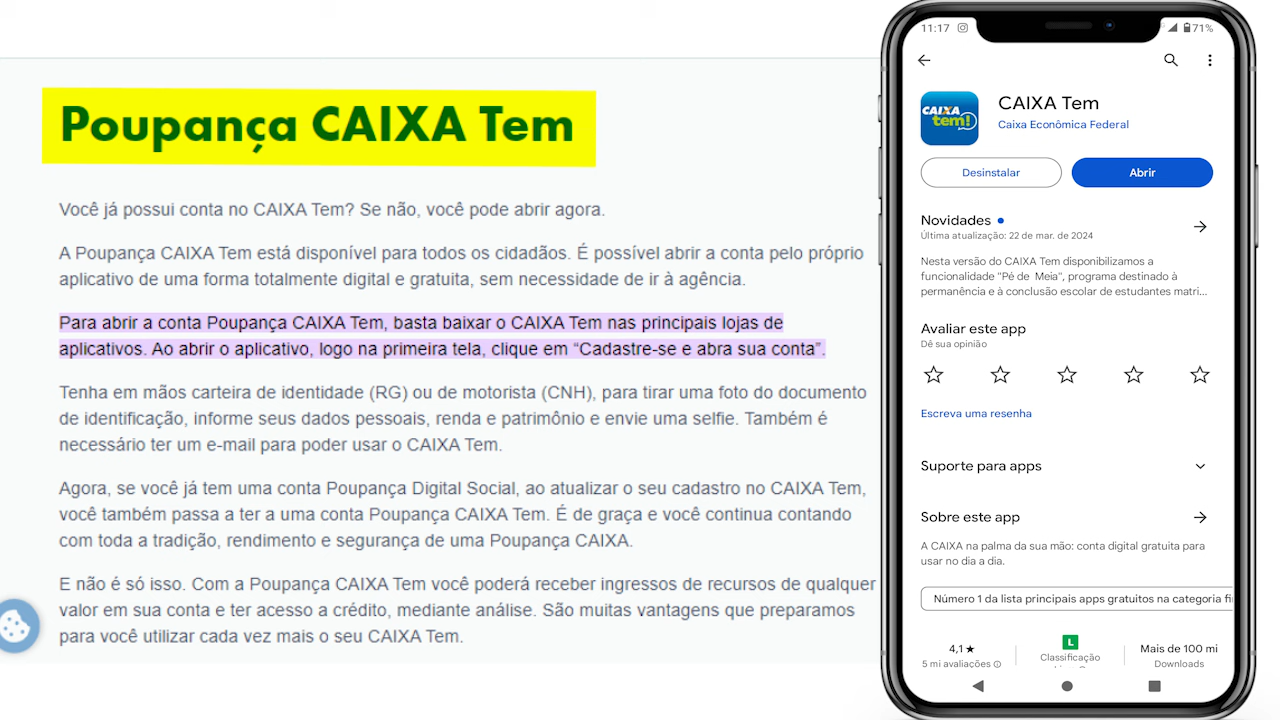 Poupança CAIXA Tem
Você já possui conta no CAIXA Tem? Se não, você pode abrir agora.
A Poupança CAIXA Tem está disponível para todos os cidadãos. É possível abrir a conta pelo próprio
aplicativo de uma forma totalmente digital e gratuita, sem necessidade de ir à agência.
Para abrir a conta Poupança CAIXA Tem, basta baixar o CAIXA Tem nas principais lojas de
aplicativos. Ao abrir o aplicativo, logo na primeira tela, clique em “Cadastre-se e abra sua conta”.
Tenha em mãos carteira de identidade (RG) ou de motorista (CNH), para tirar uma foto do documento
de identificação, informe seus dados pessoais, renda e patrimônio e envie uma selfie. Também é
necessário ter um e-mail para poder usar o CAIXA Tem.
Agora, se você já tem uma conta Poupança Digital Social, ao atualizar o seu cadastro no CAIXA Tem,
você também passa a ter a uma conta Poupança CAIXA Tem. É de graça e você continua contando
com toda a tradição, rendimento e segurança de uma Poupança CAIXA.
E não é só isso. Com a Poupança CAIXA Tem você poderá receber ingressos de recursos de qualquer
valor em sua conta e ter acesso a crédito, mediante análise. São muitas vantagens que preparamos
para você utilizar cada vez mais o seu CAIXA Tem.
11:17 71%
CAIXA
tem!
CAIXA Tem
Caixa Econômica Federal
Desinstalar Abrir
Novidades
Última atualização: 22 de mar. de 2024
Nesta versão do CAIXA Tem disponibilizamos a
funcionalidade "Pé de Meia", programa destinado à
permanência e à conclusão escolar de estudantes matri...
Avaliar este app
Dê sua opinião
Escreva uma resenha
Suporte para apps
Sobre este app
A CAIXA na palma da sua mão: conta digital gratuita para
usar no dia a dia.
Número 1 da lista principais apps gratuitos na categoria fi
4,1★ L Mais de 100 mi
5 mi avaliações Classificação Downloads